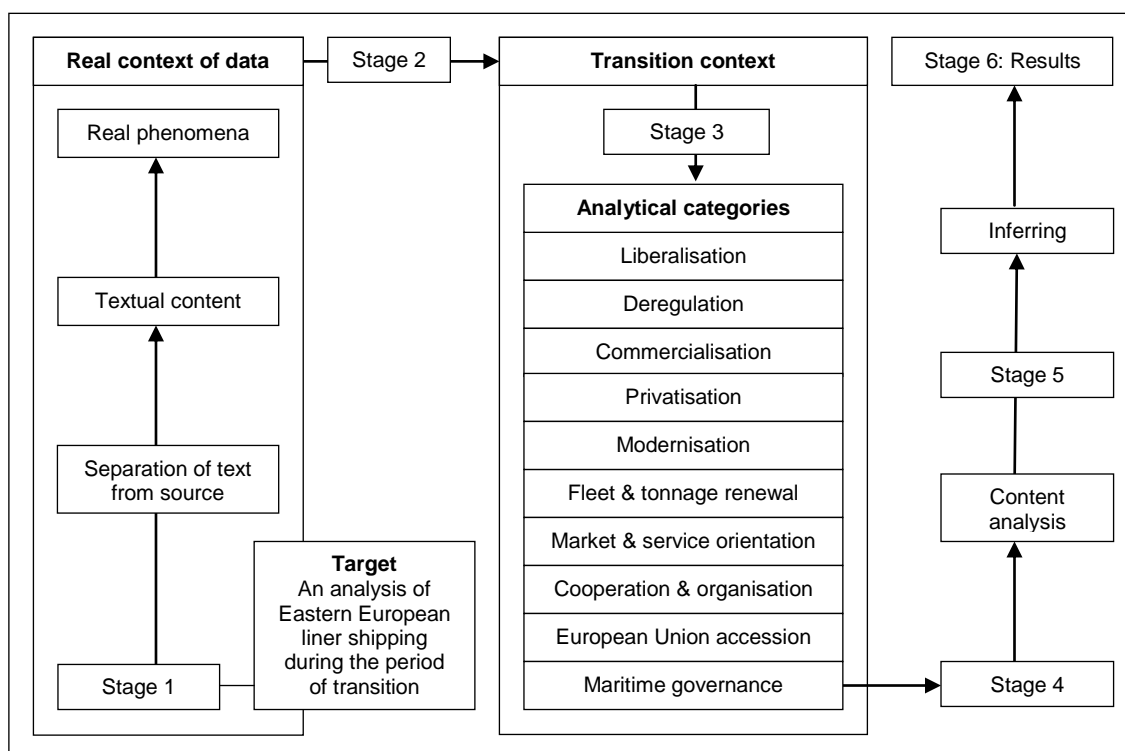 Real context of data
Stage 2
Transition context
Stage 6: Results
Real phenomena
Stage 3
Analytical categories
Liberalisation
Inferring
Textual content
Deregulation
Commercialisation
Stage 5
Privatisation
Modernisation
Separation of text
from source
Fleet & tonnage renewal
Content
analysis
Market & service orientation
Target
An analysis of
Eastern European
liner shipping
during the period
of transition
Cooperation & organisation
European Union accession
Stage 1
Maritime governance
Stage 4